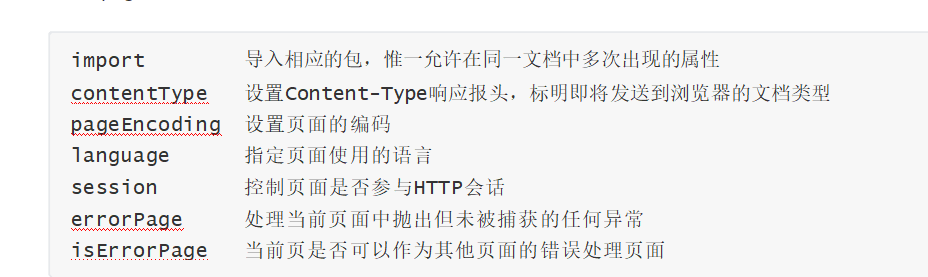 import 导入相应的包，惟一允许在同一文档中多次出现的属性
contentType 设置Content-Type响应报头，标明即将发送到浏览器的文档类型
pageEncoding 设置页面的编码
language 指定页面使用的语言
session 控制页面是否参与HTTP会话
errorPage 处理当前页面中抛出但未被捕获的任何异常
isErrorPage 当前页是否可以作为其他页面的错误处理页面